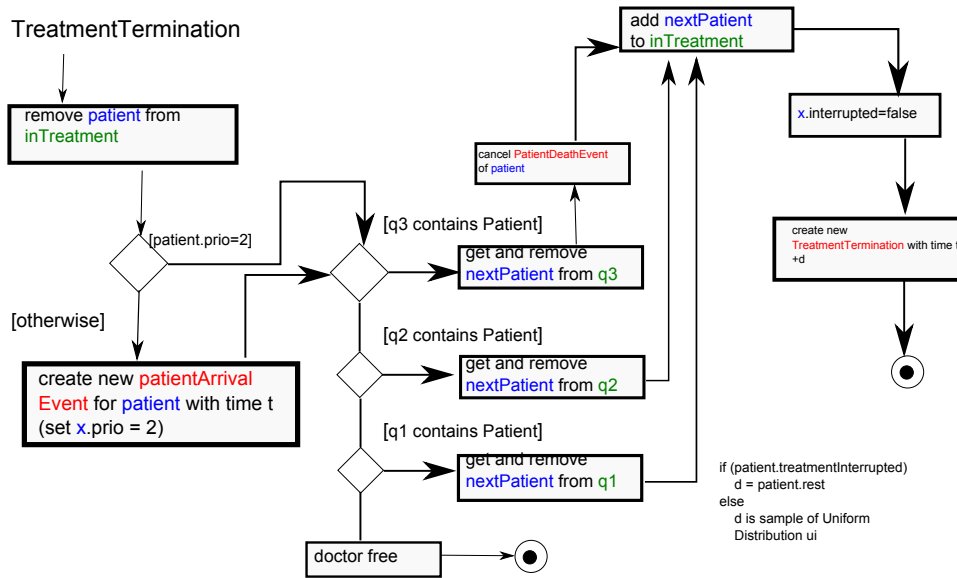 TreatmentTermination
remove patient from
inTreatment
[patient.prio=2]
[otherwise]
create new patientArrival
Event for patient with time t
(set x.prio = 2)
[q3 contains Patient]
get and remove
nextPatient from q3
[q2 contains Patient]
get and remove
nextPatient from q2
[q1 contains Patient]
get and remove
nextPatient from q1
doctor free
cancel PatientDeathEvent
of patient
add nextPatient
to inTreatment
x.interrupted=false
create new
TreatmentTermination with time t
+d
if (patient.treatmentInterrupted)
d = patient.rest
else
d is sample of Uniform
Distribution ui